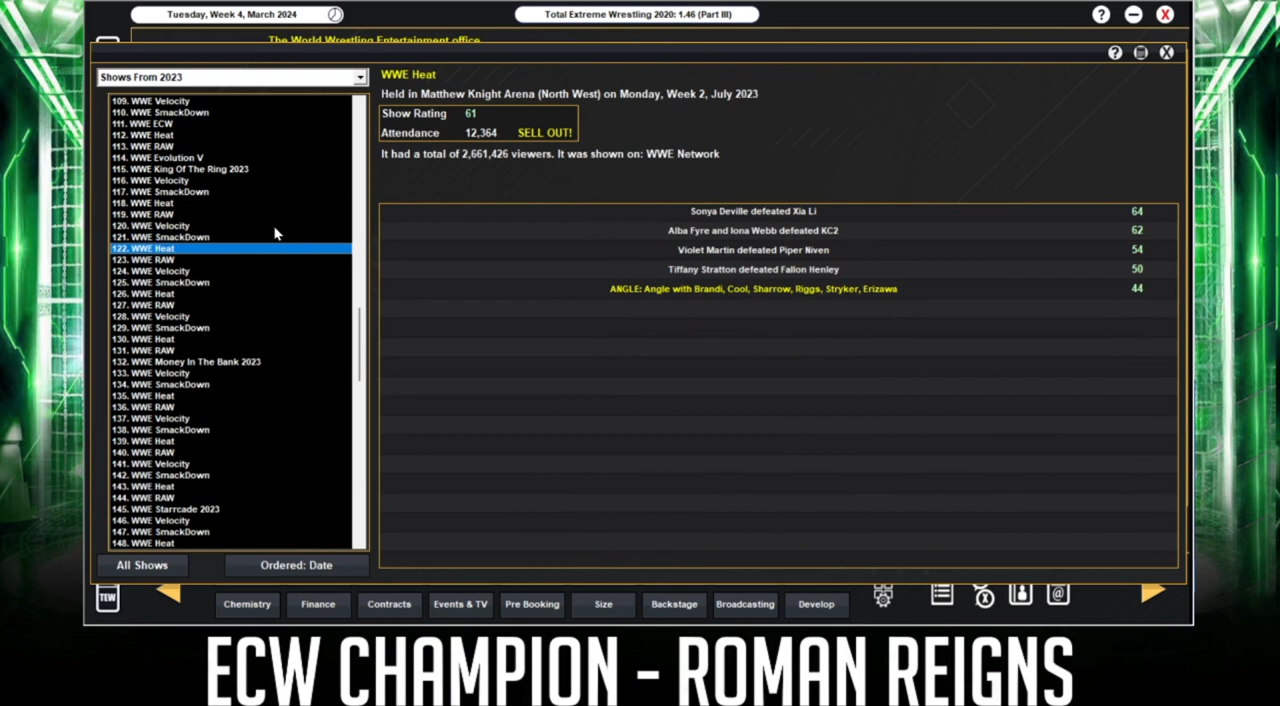 Tuesday, Week 4, March 2024
Total Extreme Wrestling 2020: 1.46 (Part III)
?
X
The World Wrestling Entertainment office
?
X
Shows From 2023
109. WWE Velocity
110. WWE SmackDown
111. WWE ECW
112. WWE Heat
113. WWE RAW
114. WWE Evolution V
115. WWE King Of The Ring 2023
116. WWE Velocity
117. WWE SmackDown
118. WWE Heat
119. WWE RAW
120. WWE Velocity
121. WWE SmackDown
122. WWE Heat
123. WWE RAW
124. WWE Velocity
125. WWE SmackDown
126. WWE Heat
127. WWE RAW
128. WWE Velocity
129. WWE SmackDown
130. WWE Heat
131. WWE RAW
132. WWE Money In The Bank 2023
133. WWE Velocity
134. WWE SmackDown
135. WWE Heat
136. WWE RAW
137. WWE Velocity
138. WWE SmackDown
139. WWE Heat
140. WWE RAW
141. WWE Velocity
142. WWE SmackDown
143. WWE Heat
144. WWE RAW
145. WWE Starrcade 2023
146. WWE Velocity
147. WWE SmackDown
148. WWE Heat
All Shows
Ordered: Date
WWE Heat
Held in Matthew Knight Arena (North West) on Monday, Week 2, July 2023
Show Rating 61
Attendance 12,364 SELL OUT!
It had a total of 2,661,426 viewers. It was shown on: WWE Network
Sonya Deville defeated Xia Li 64
Alba Fyre and Iona Webb defeated KC2 62
Violet Martin defeated Piper Niven 54
Tiffany Stratton defeated Fallon Henley 50
ANGLE: Angle with Brandi, Cool, Sharrow, Riggs, Stryker, Erizawa 44
TEW
Chemistry
Finance
Contracts
Events & TV
Pre Booking
Size
Backstage
Broadcasting
Develop
@
ECW CHAMPION - ROMAN REIGNS